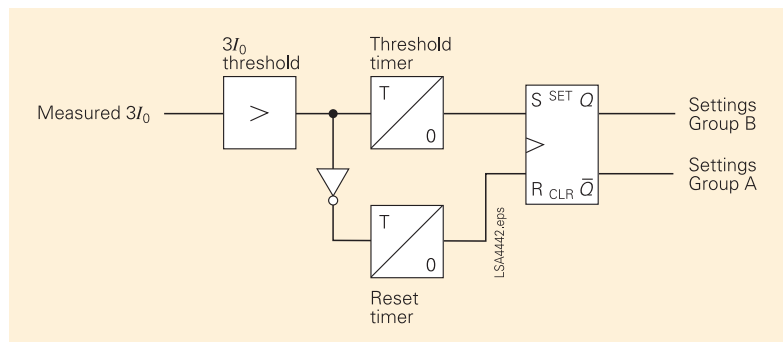 3I₀
threshold
Threshold
timer
Measured 3I₀
>
T
0
S SET Q
R CLR Q̅
Settings
Group B
Settings
Group A
T
0
Reset
timer
LSA4442.eps